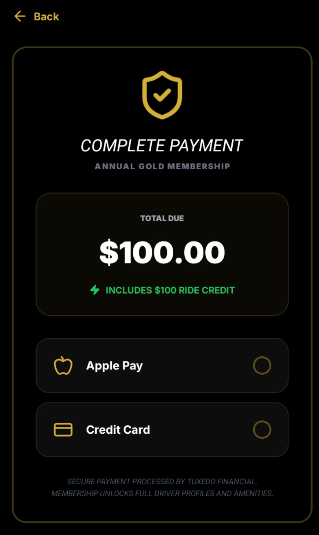 Back
COMPLETE PAYMENT
ANNUAL GOLD MEMBERSHIP
TOTAL DUE
$100.00
INCLUDES $100 RIDE CREDIT
Apple Pay
Credit Card
SECURE PAYMENT PROCESSED BY TUXEDO FINANCIAL.
MEMBERSHIP UNLOCKS FULL DRIVER PROFILES AND AMENITIES.